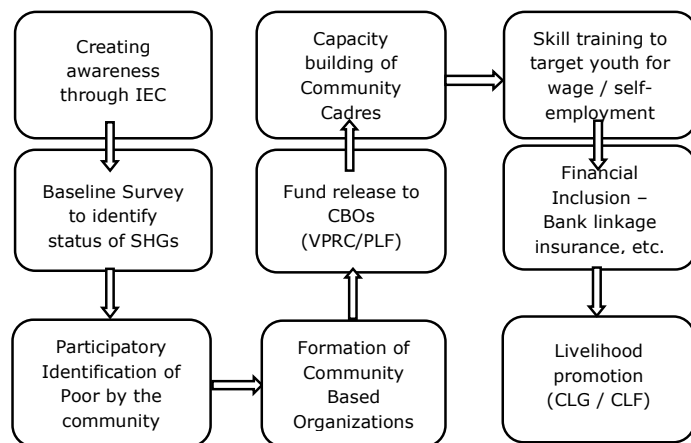 Creating
awareness
through IEC
Baseline Survey
to identify
status of SHGs
Participatory
Identification of
Poor by the
community
Formation of
Community
Based
Organizations
Fund release to
CBOs
(VPRC/PLF)
Capacity
building of
Community
Cadres
Skill training to
target youth for
wage / self-
employment
Financial
Inclusion –
Bank linkage
insurance, etc.
Livelihood
promotion
(CLG / CLF)